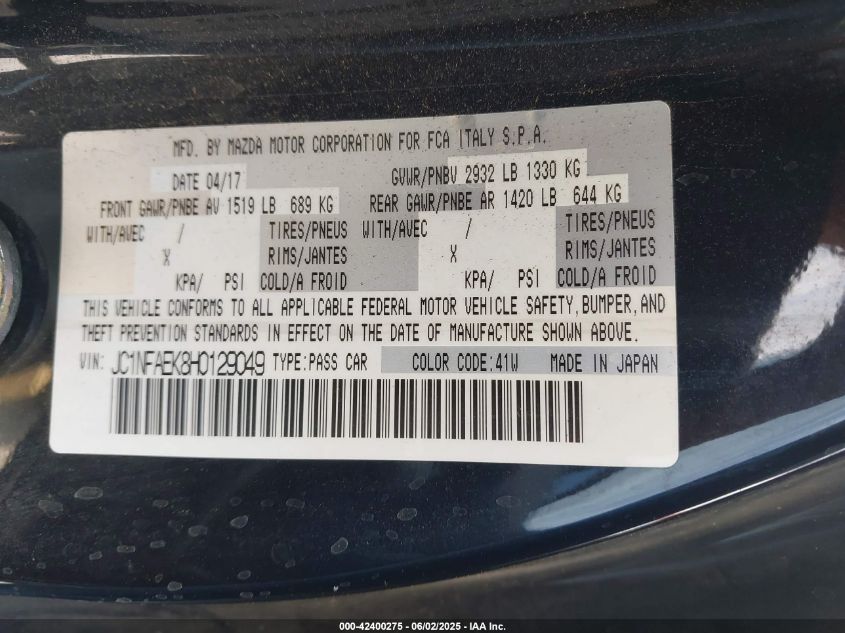 MFD. BY MAZDA MOTOR CORPORATION FOR FCA ITALY S.P.A.
DATE 04/17 GVWR/PNBV 2932 LB 1330 KG
FRONT GAWR/PNBE AV 1519 LB 689 KG REAR GAWR/PNBE AR 1420 LB 644 KG
WITH/AVEC / TIRES/PNEUS WITH/AVEC / TIRES/PNEUS
X RIMS/JANTES X RIMS/JANTES
KPA/ PSI COLD/A FROID KPA/ PSI COLD/A FROID
THIS VEHICLE CONFORMS TO ALL APPLICABLE FEDERAL MOTOR VEHICLE SAFETY, BUMPER, AND
THEFT PREVENTION STANDARDS IN EFFECT ON THE DATE OF MANUFACTURE SHOWN ABOVE.
VIN: JC1NFAEK8H0129049 TYPE:PASS CAR COLOR CODE:41W MADE IN JAPAN
000-42400275 - 06/02/2025 - IAA Inc.